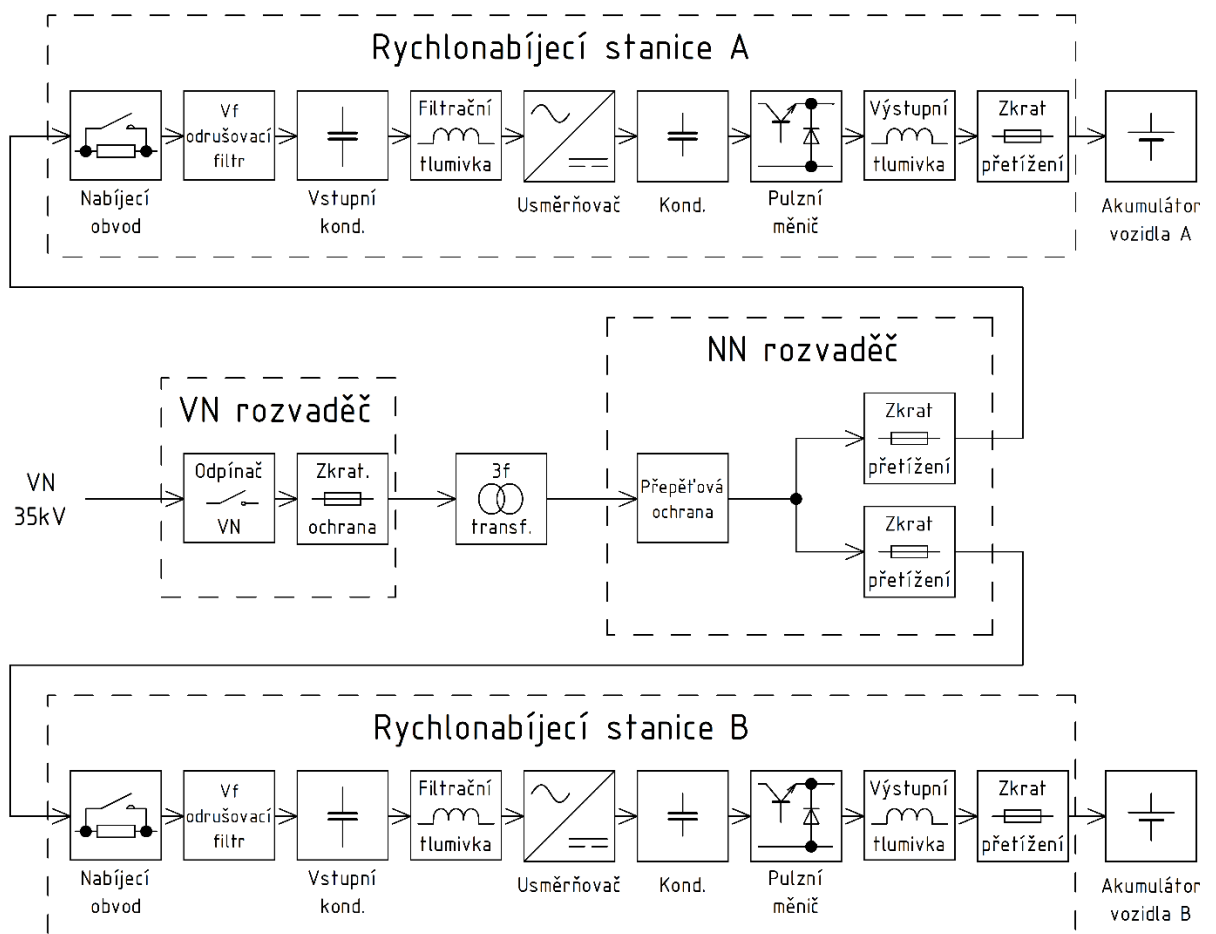 Rychlonabíjecí stanice A
Nabíjecí
obvod
Vf
odrušovací
filtr
Vstupní
kond.
Filtrační
tlumivka
Usměrňovač
Kond.
Pulzní
měnič
Výstupní
tlumivka
Zkrat
přetížení
Akumulátor
vozidla A
VN
35kV
VN rozvaděč
Odpínač
VN
Zkrat.
ochrana
3f
transf.
NN rozvaděč
Přepěťová
ochrana
Zkrat
přetížení
Zkrat
přetížení
Rychlonabíjecí stanice B
Nabíjecí
obvod
Vf
odrušovací
filtr
Vstupní
kond.
Filtrační
tlumivka
Usměrňovač
Kond.
Pulzní
měnič
Výstupní
tlumivka
Zkrat
přetížení
Akumulátor
vozidla B